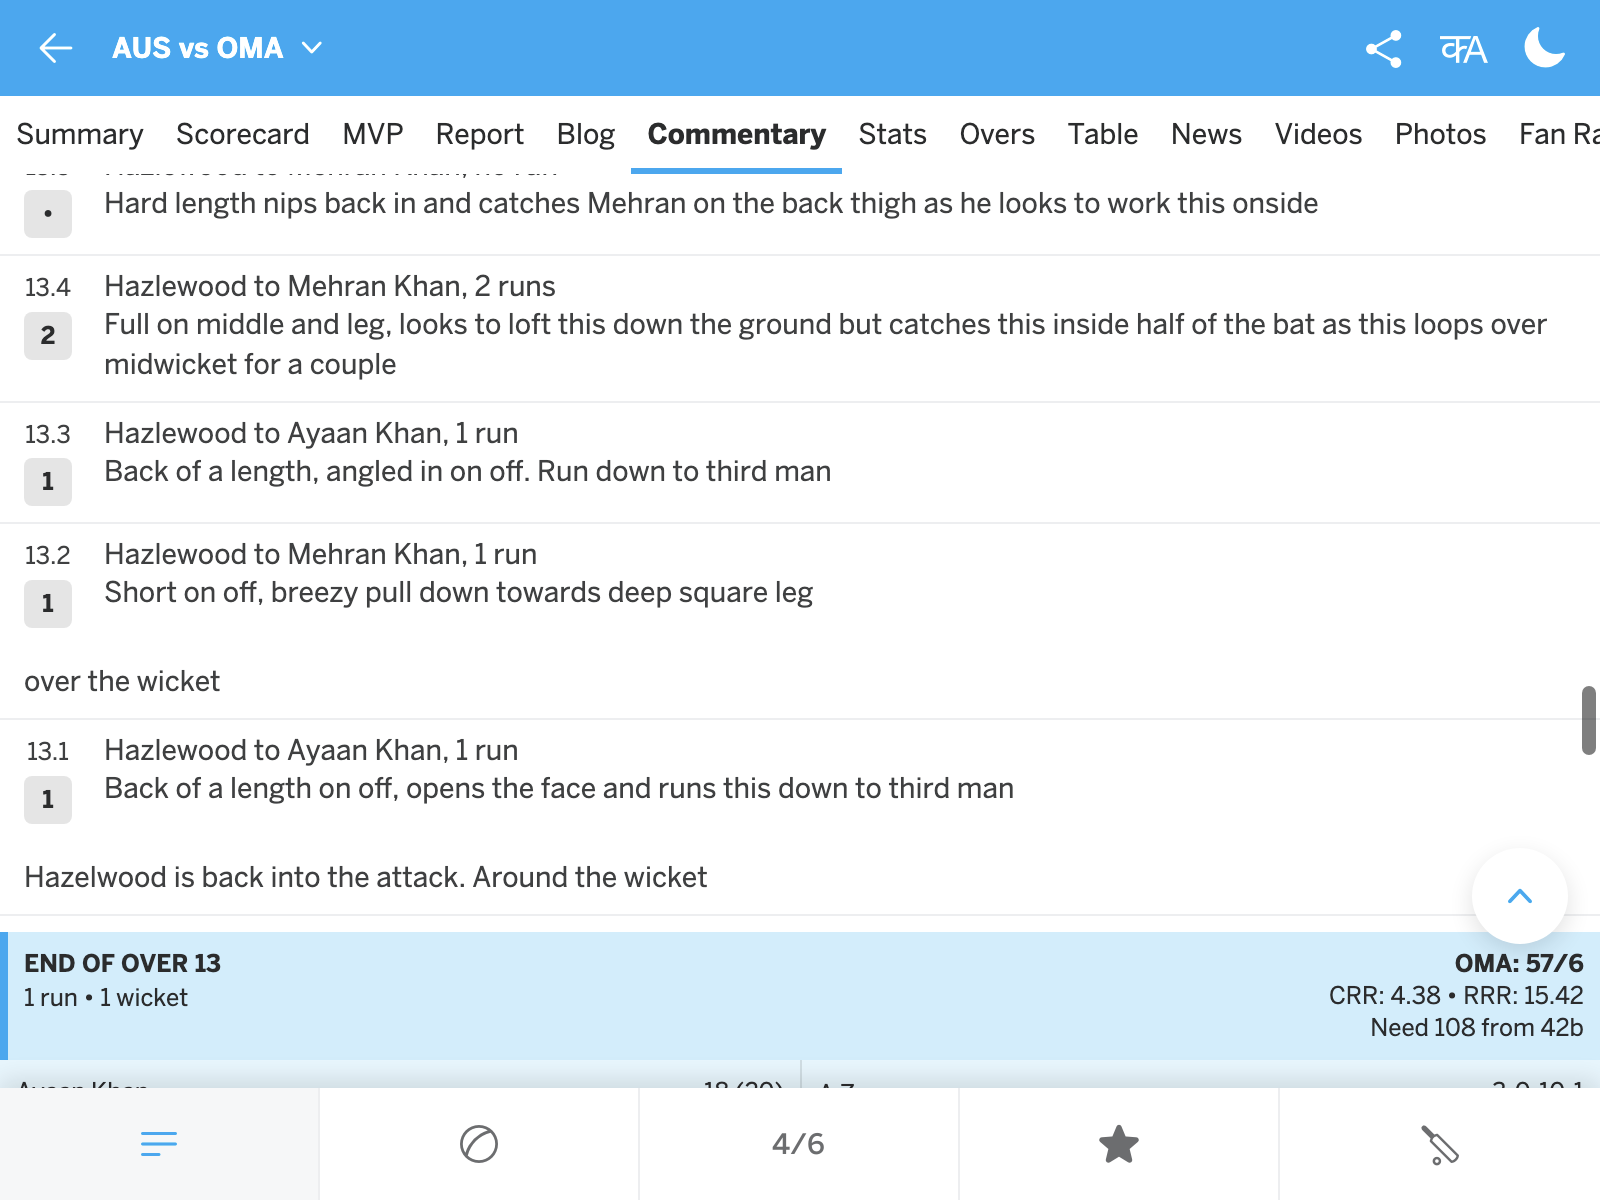 AUS vs OMA
Summary Scorecard MVP Report Blog Commentary Stats Overs Table News Videos Photos Fan Ra
Hard length nips back in and catches Mehran on the back thigh as he looks to work this onside
13.4 Hazlewood to Mehran Khan, 2 runs
2 Full on middle and leg, looks to loft this down the ground but catches this inside half of the bat as this loops over
midwicket for a couple
13.3 Hazlewood to Ayaan Khan, 1 run
1 Back of a length, angled in on off. Run down to third man
13.2 Hazlewood to Mehran Khan, 1 run
1 Short on off, breezy pull down towards deep square leg
over the wicket
13.1 Hazlewood to Ayaan Khan, 1 run
1 Back of a length on off, opens the face and runs this down to third man
Hazelwood is back into the attack. Around the wicket
END OF OVER 13 OMA: 57/6
1 run • 1 wicket CRR: 4.38 • RRR: 15.42
Need 108 from 42b
4/6